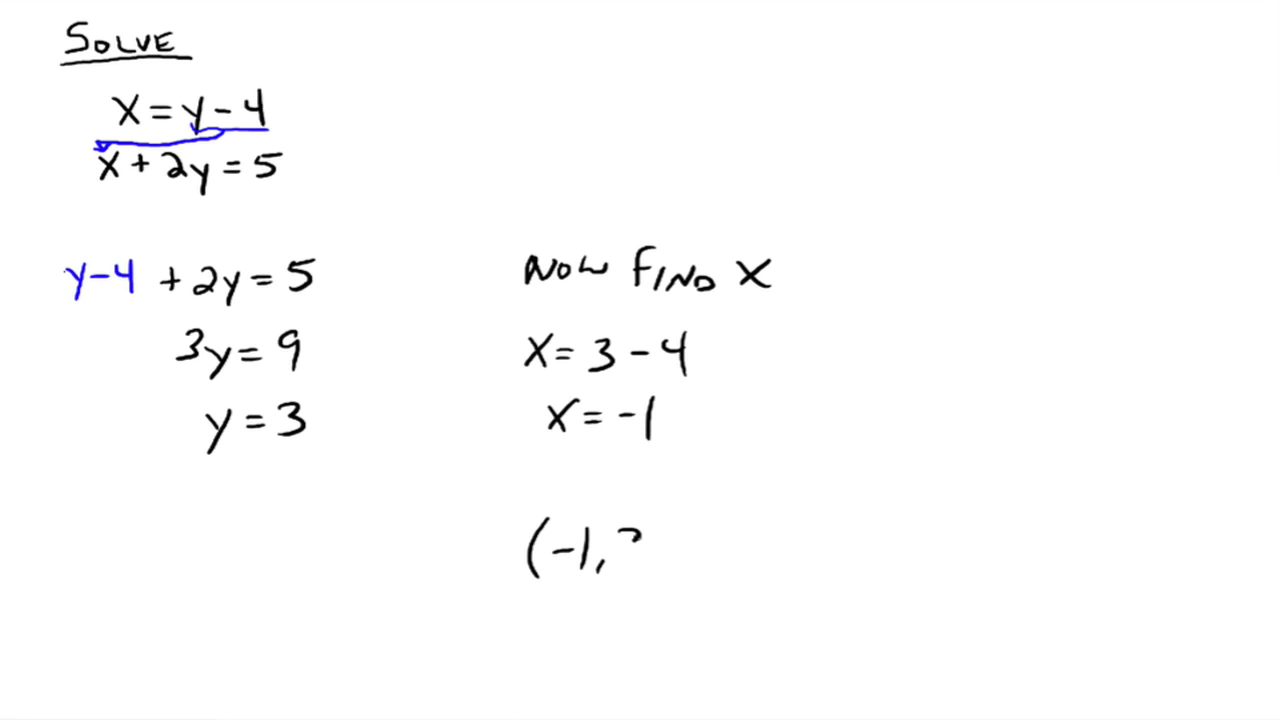 SOLVE
x = y - 4
x + 2y = 5
y-4 + 2y = 5
3y = 9
y = 3
NOW FIND X
x = 3 - 4
x = -1
(-1,